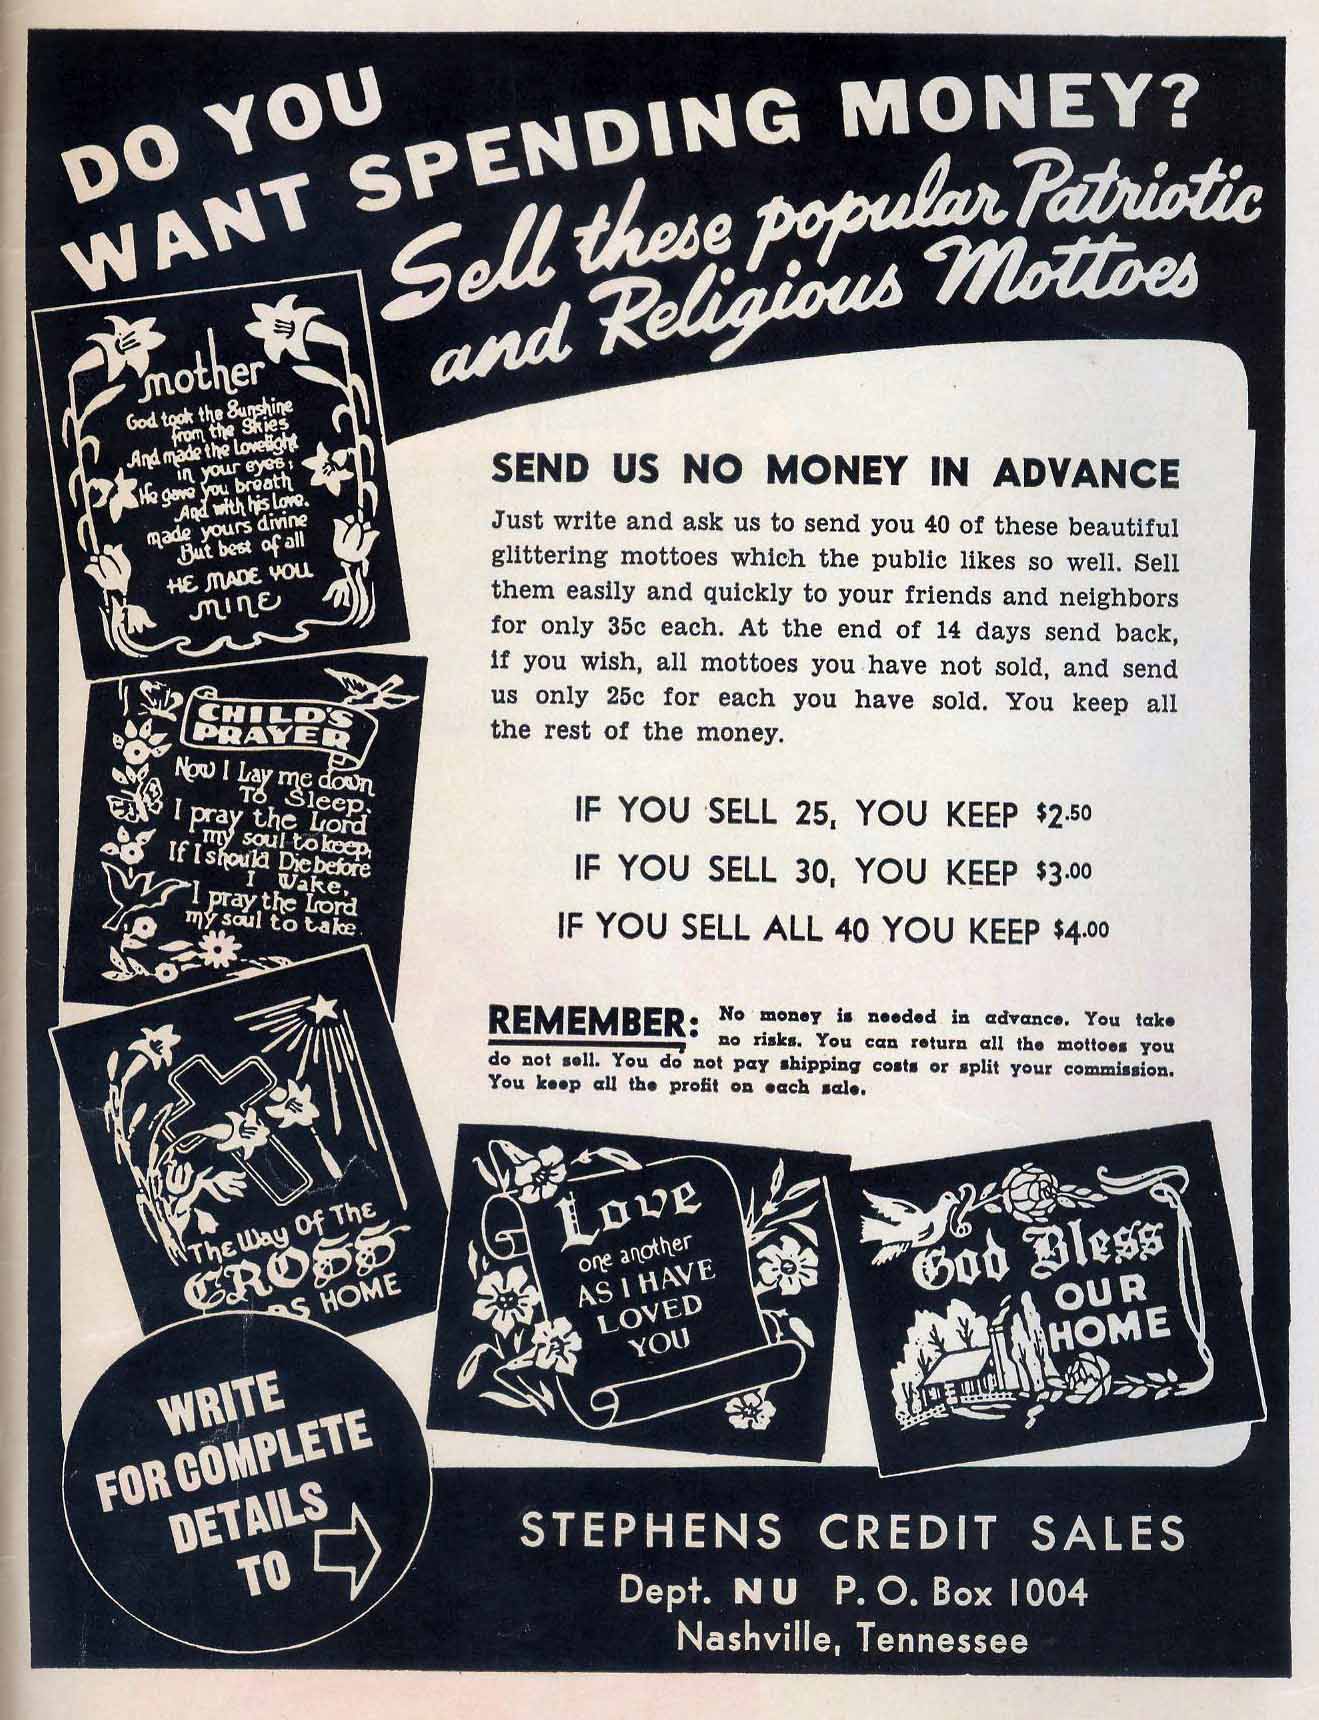 DO YOU
WANT SPENDING MONEY?
Sell these popular Patriotic
and Religious Mottoes
mother
God took the Sunshine
from the Skies
And made the Lovelight
in your eyes;
He gave you breath
And with his Love.
made yours divine
But best of all
HE MADE YOU
MINE
CHILD'S
PRAYER
Now I Lay me down
To Sleep.
I pray the Lord
my soul to keep,
If I should Die before
I Wake,
I pray the Lord
my soul to take.
The Way Of The
CROSS
DS HOME
SEND US NO MONEY IN ADVANCE
Just write and ask us to send you 40 of these beautiful
glittering mottoes which the public likes so well. Sell
them easily and quickly to your friends and neighbors
for only 35c each. At the end of 14 days send back,
if you wish, all mottoes you have not sold, and send
us only 25c for each you have sold. You keep all
the rest of the money.
IF YOU SELL 25, YOU KEEP $2.50
IF YOU SELL 30, YOU KEEP $3.00
IF YOU SELL ALL 40 YOU KEEP $4.00
REMEMBER: No money is needed in advance. You take
no risks. You can return all the mottoes you
do not sell. You do not pay shipping costs or split your commission.
You keep all the profit on each sale.
Love
one another
AS I HAVE
LOVED
YOU
God Bless
OUR
HOME
WRITE
FOR COMPLETE
DETAILS
TO
STEPHENS CREDIT SALES
Dept. NU P. O. Box 1004
Nashville, Tennessee